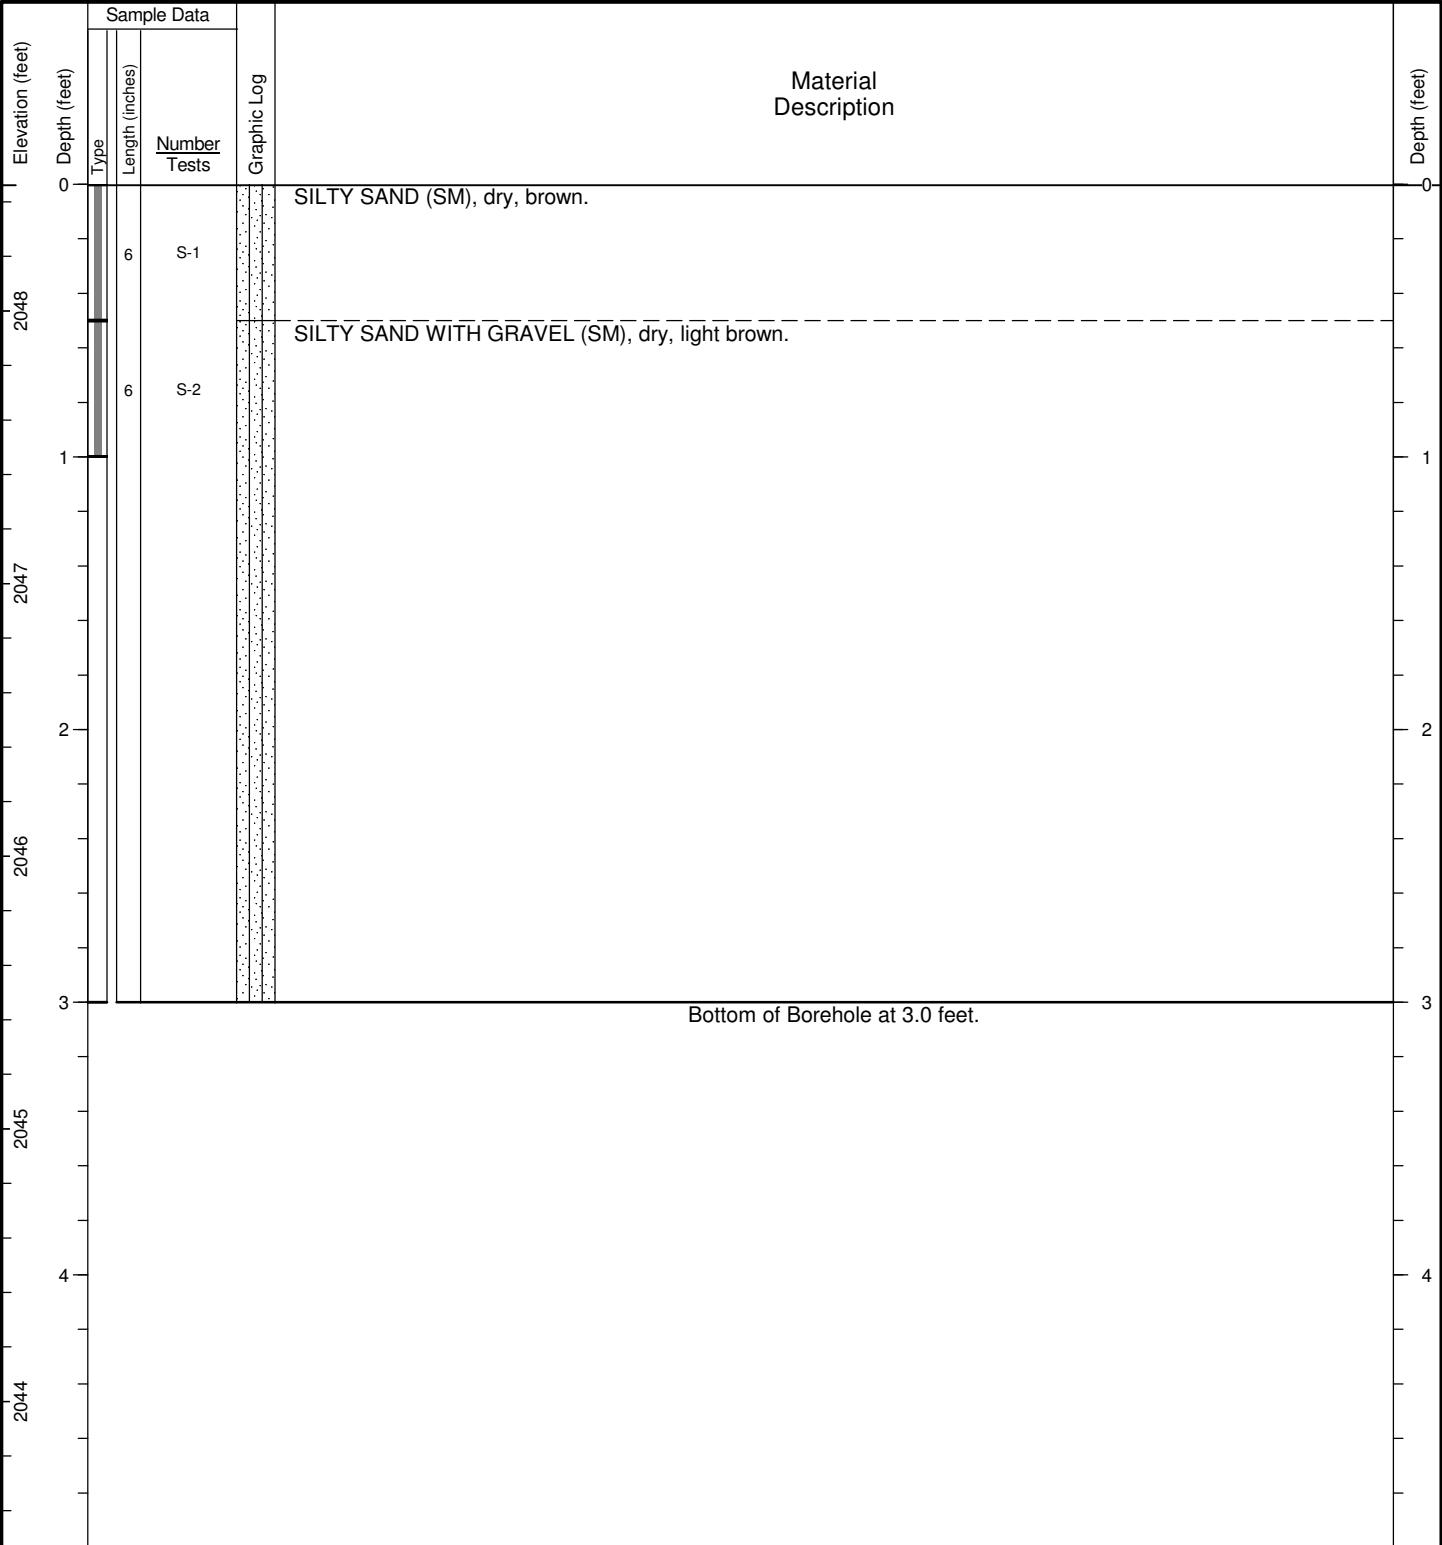 Sample Data
Elevation (feet)
Depth (feet)
Type
Length (inches)
Number
Tests
Graphic Log
Material
Description
Depth (feet)
0
SILTY SAND (SM), dry, brown.
0
6
S-1
2048
SILTY SAND WITH GRAVEL (SM), dry, light brown.
6
S-2
1
1
2047
2
2
2046
3
3
Bottom of Borehole at 3.0 feet.
2045
4
4
2044